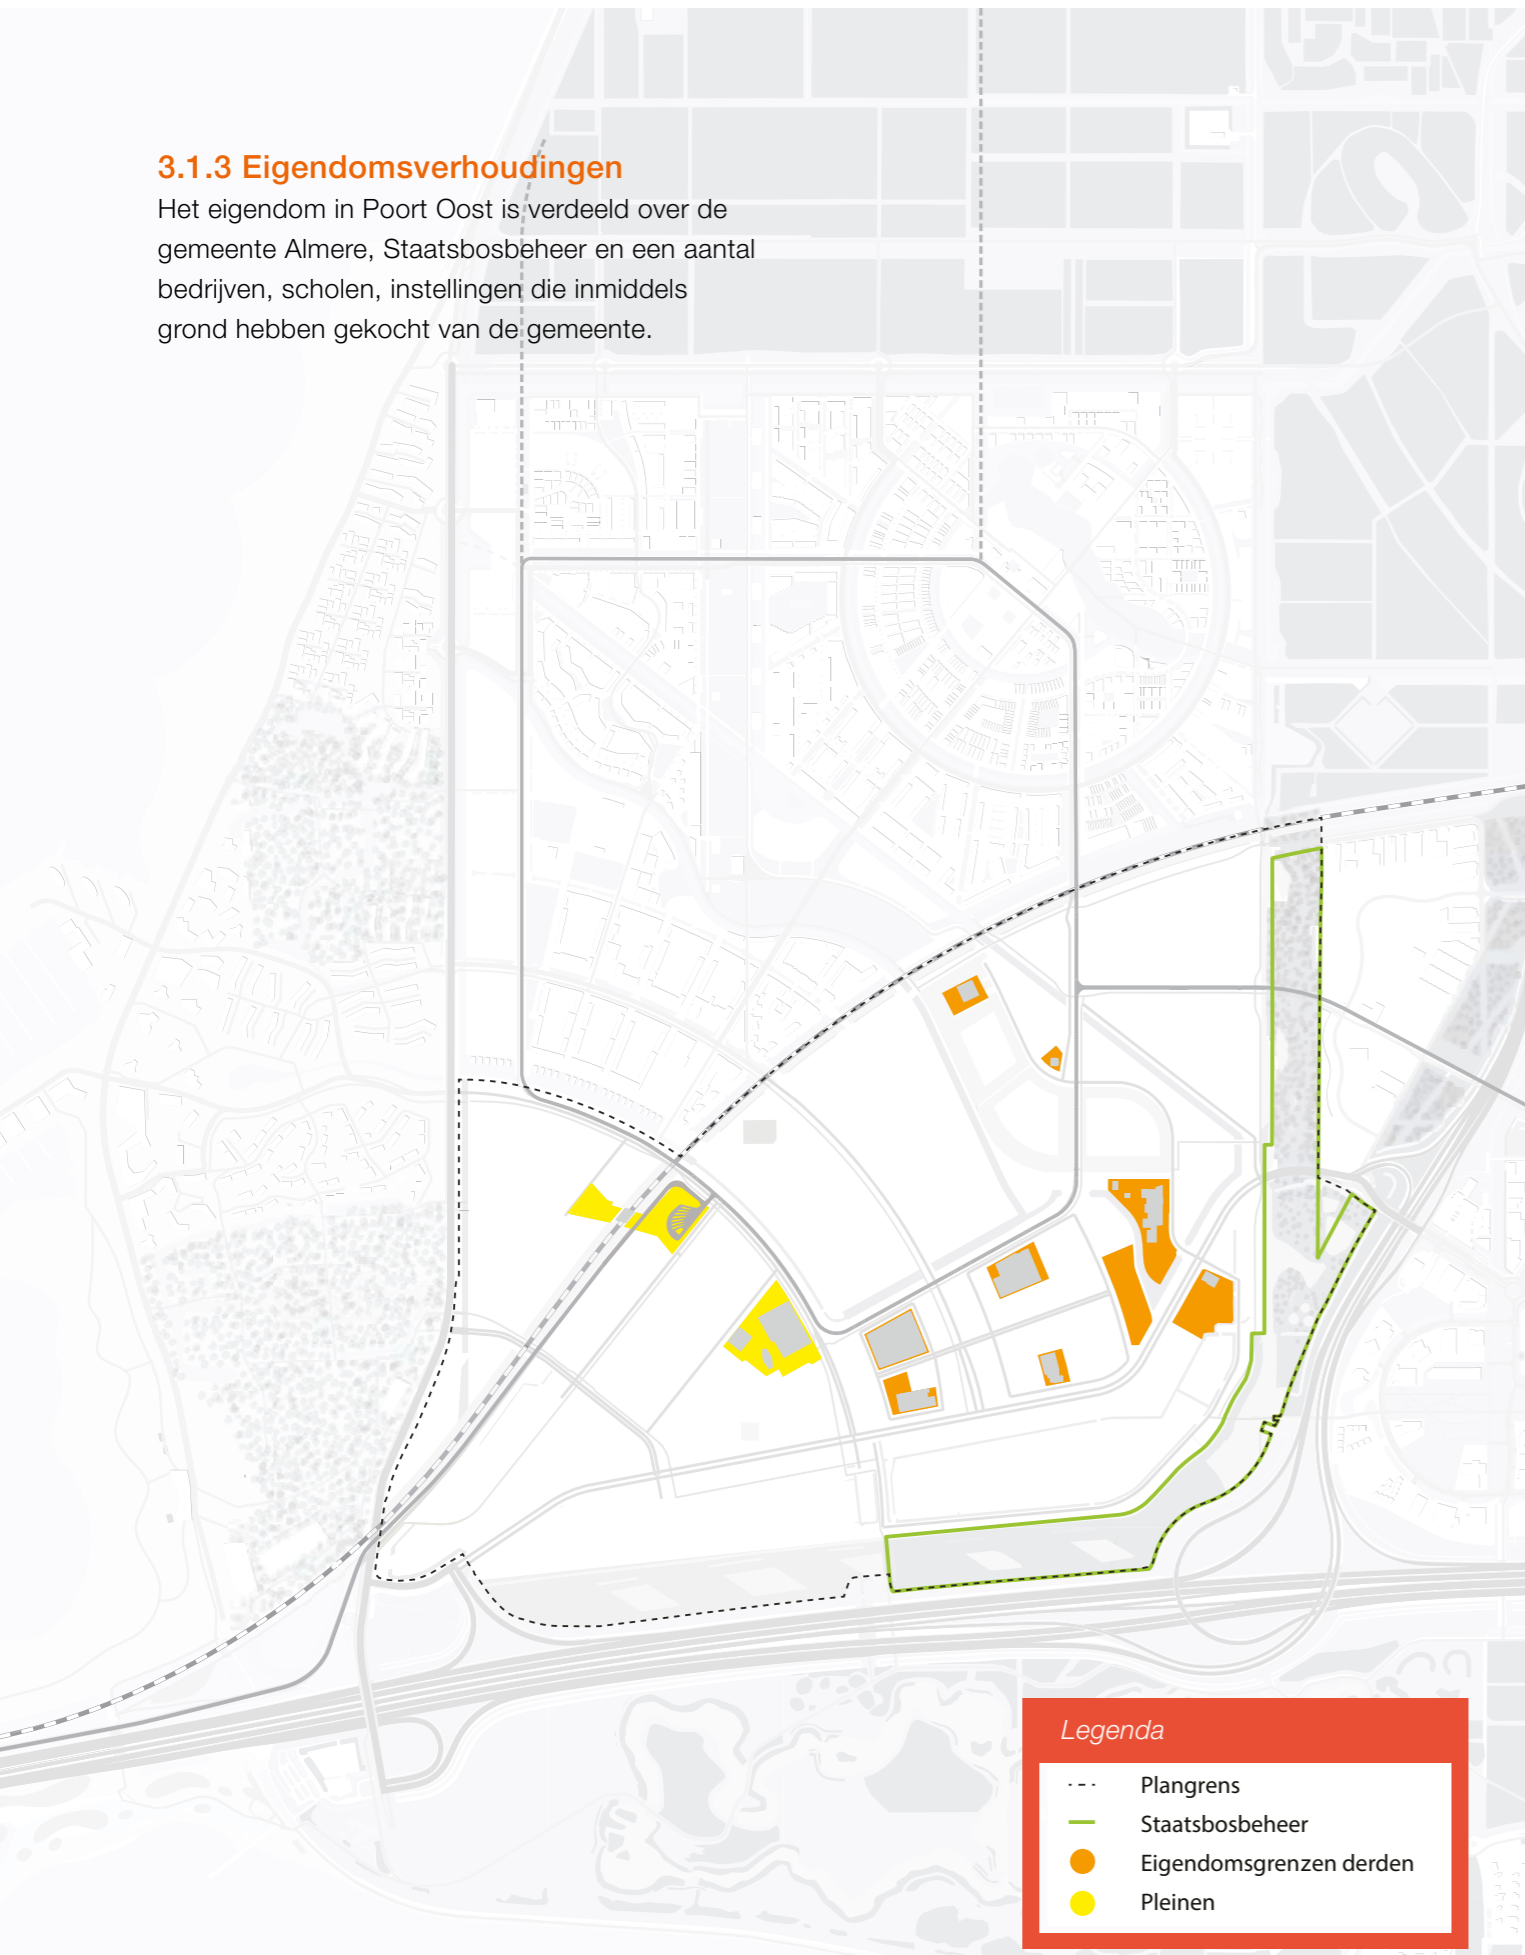 3.1.3 Eigendomsverhoudingen
Het eigendom in Poort Oost is verdeeld over de
gemeente Almere, Staatsbosbeheer en een aantal
bedrijven, scholen, instellingen die inmiddels
grond hebben gekocht van de gemeente.
Legenda
Plangrens
Staatsbosbeheer
Eigendomsgrenzen derden
Pleinen